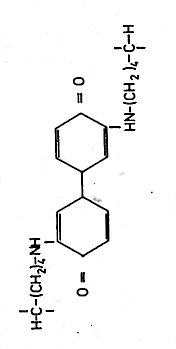 O
=
HN-(CH2)4-C-H
H-C-(CH2)4-NH
=
O